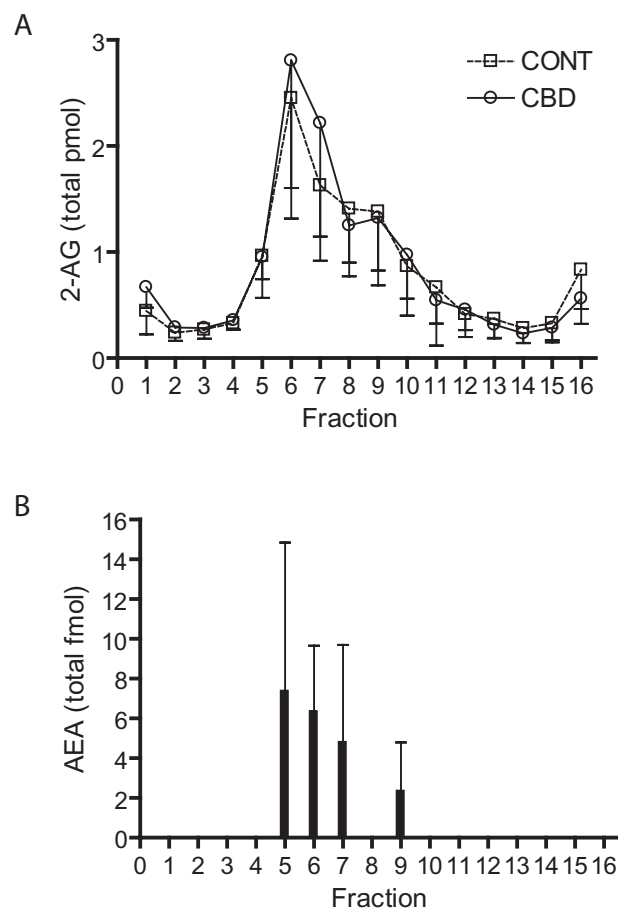 A
3
2
1
0
2-AG (total pmol)
CONT
CBD
0 1 2 3 4 5 6 7 8 9 10 11 12 13 14 15 16
Fraction
B
16
14
12
10
8
6
4
2
0
AEA (total fmol)
0 1 2 3 4 5 6 7 8 9 10 11 12 13 14 15 16
Fraction